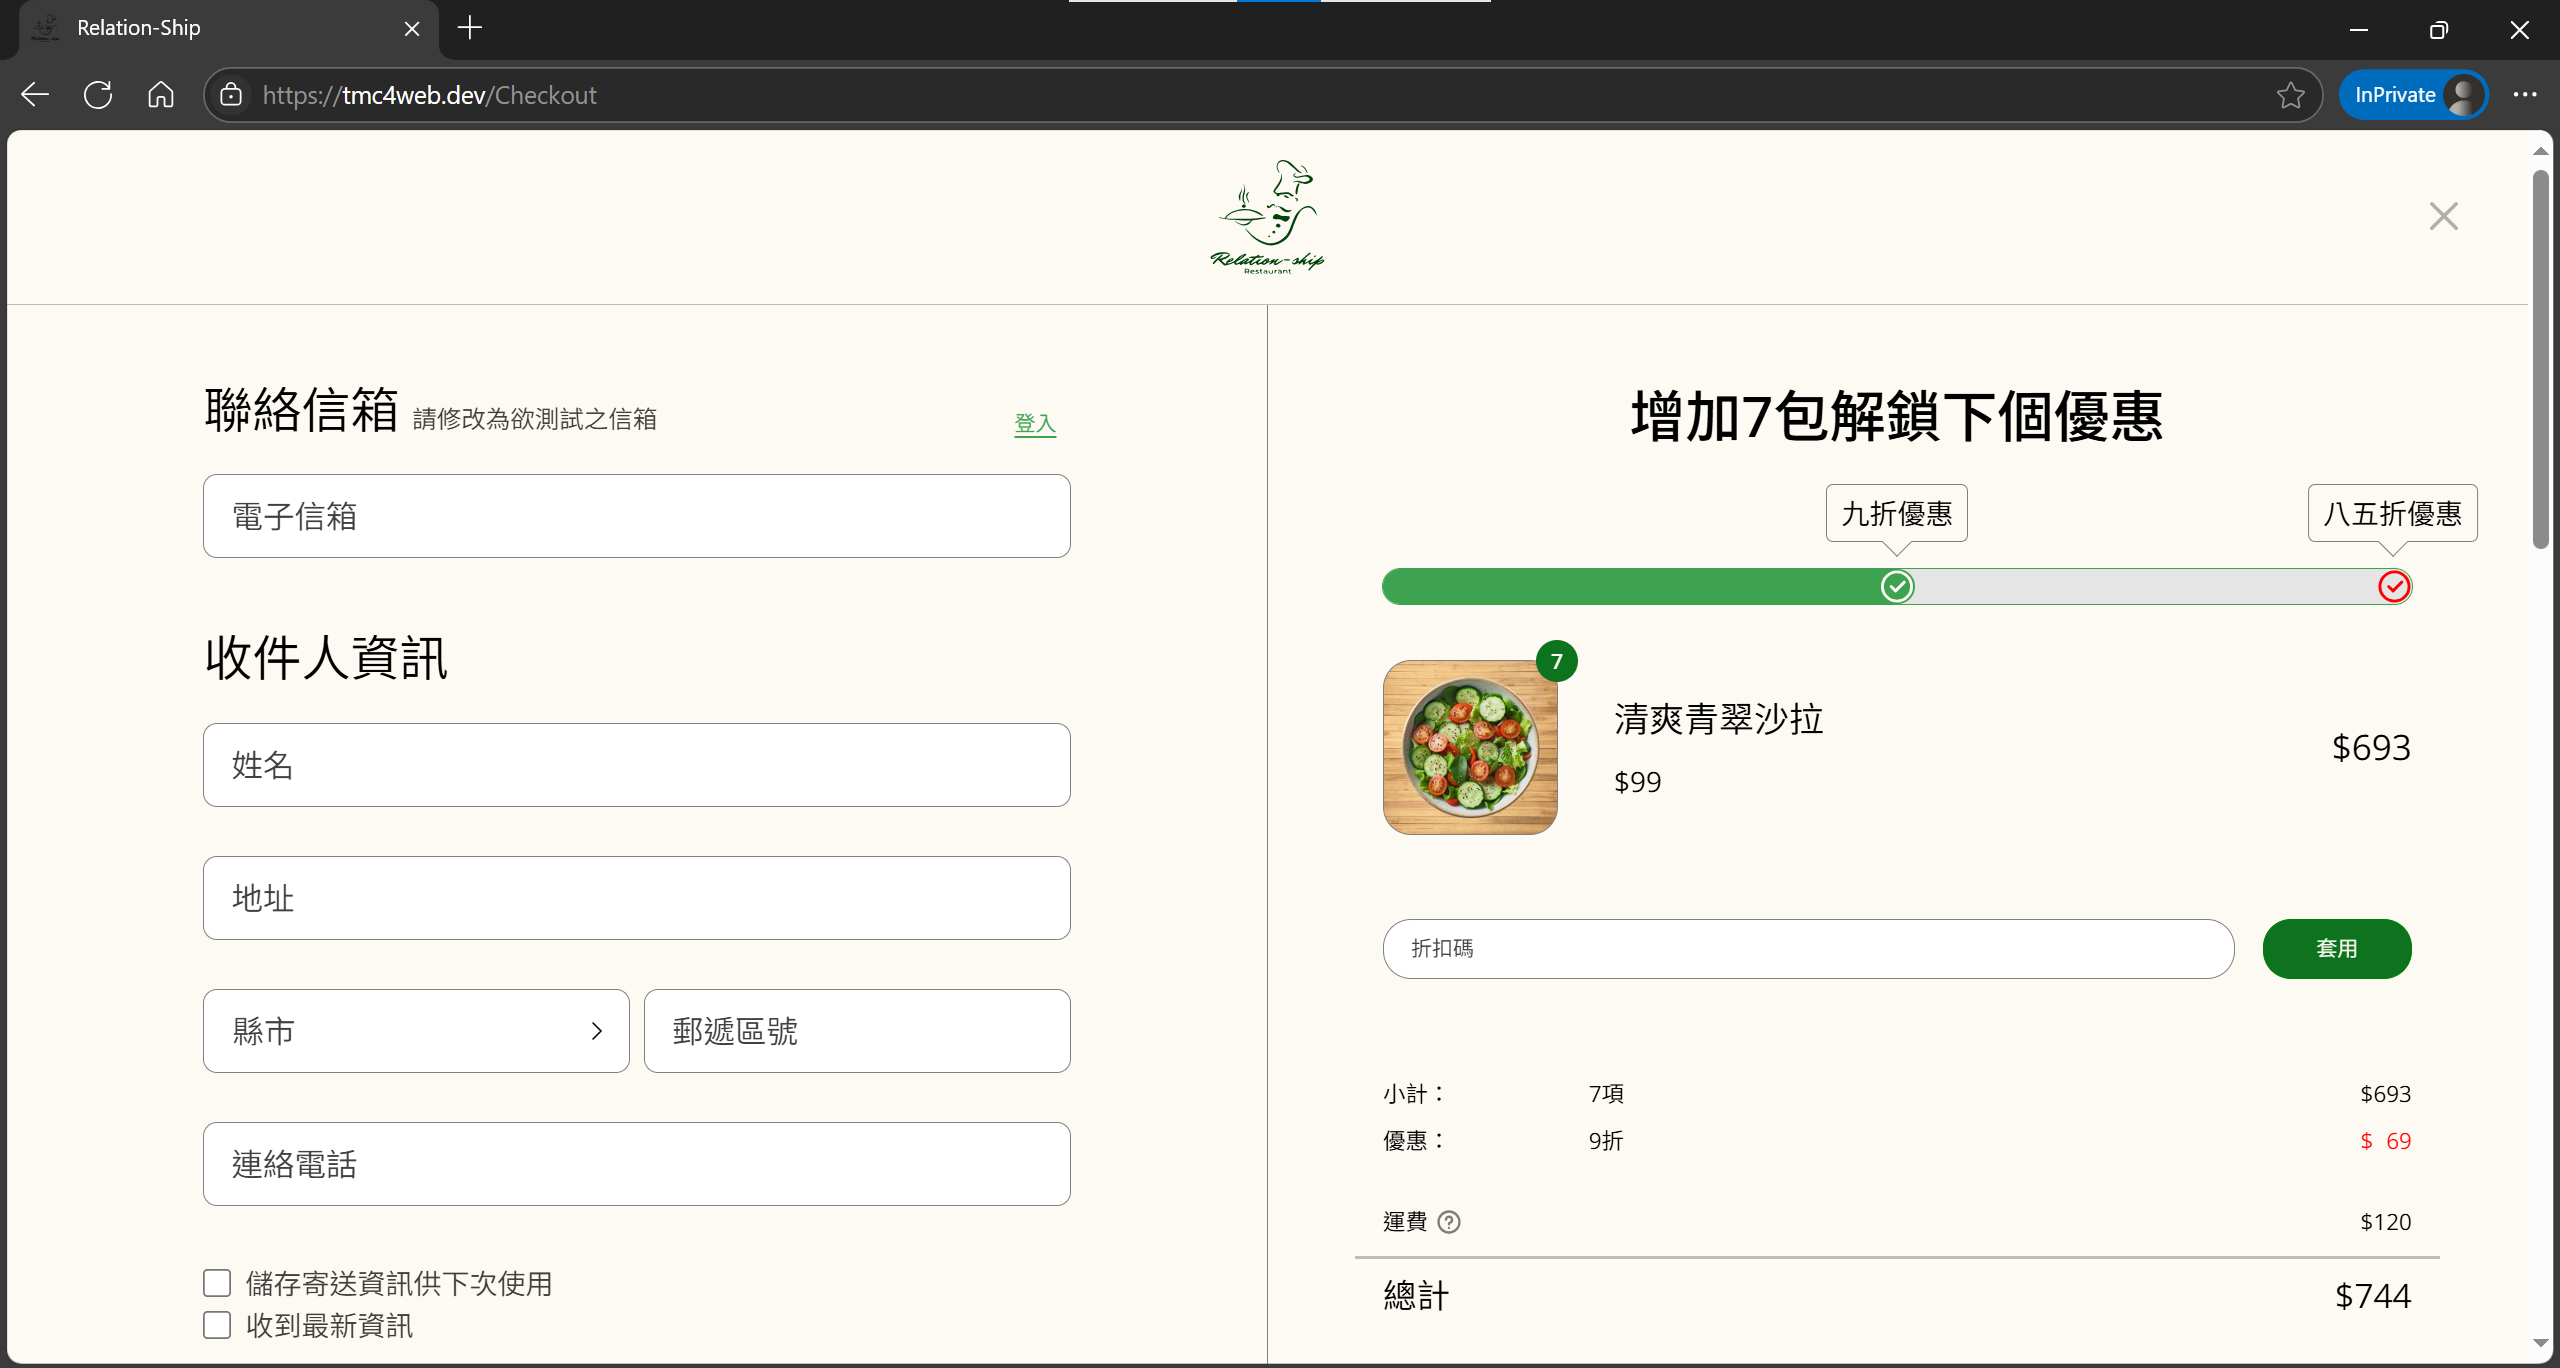 Relation-Ship
https://tmc4web.dev/Checkout
InPrivate
Relation-ship
Restaurant
聯絡信箱 請修改為欲測試之信箱
登入
電子信箱
收件人資訊
姓名
地址
縣市
郵遞區號
連絡電話
儲存寄送資訊供下次使用
收到最新資訊
增加7包解鎖下個優惠
九折優惠
八五折優惠
7
清爽青翠沙拉
$99
$693
折扣碼
套用
小計： 7項 $693
優惠： 9折 $ 69
運費 $120
總計 $744